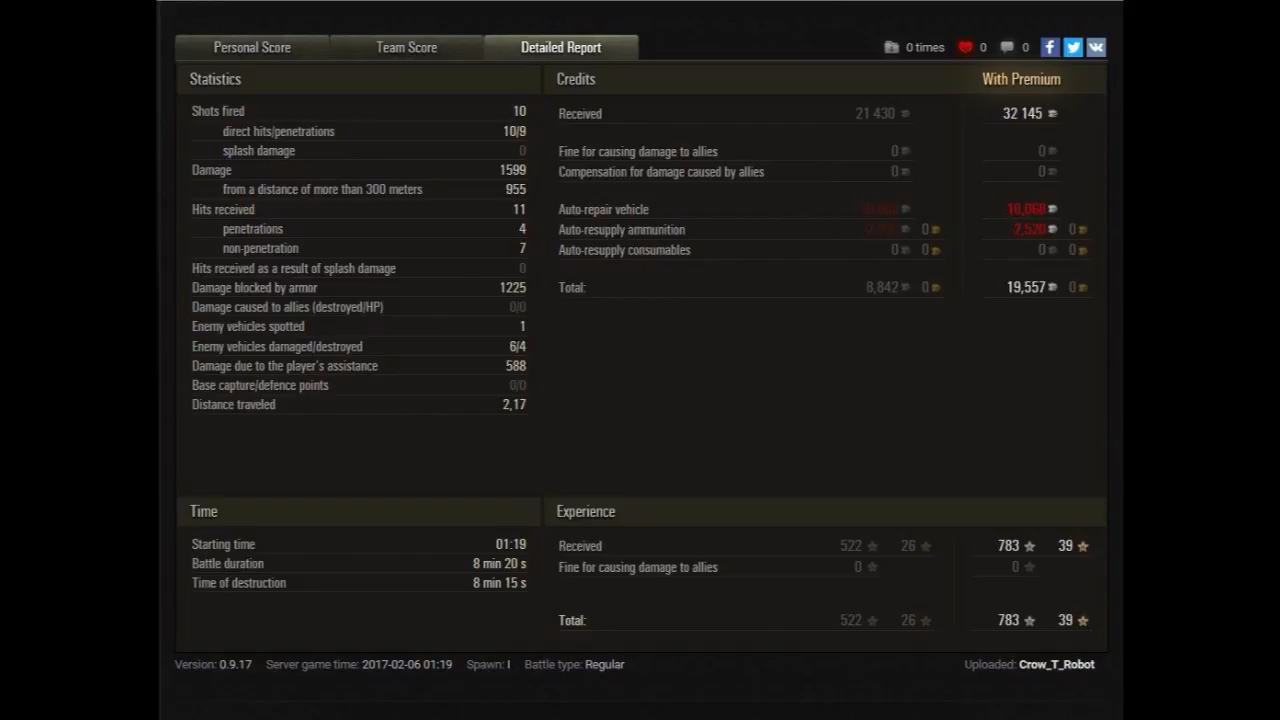 Personal Score Team Score Detailed Report 0 times 0 0
Statistics
Shots fired 10
direct hits/penetrations 10/9
splash damage 0
Damage 1599
from a distance of more than 300 meters 955
Hits received 11
penetrations 4
non-penetration 7
Hits received as a result of splash damage 0
Damage blocked by armor 1225
Damage caused to allies (destroyed/HP) 0/0
Enemy vehicles spotted 1
Enemy vehicles damaged/destroyed 6/4
Damage due to the player's assistance 588
Base capture/defence points 0/0
Distance traveled 2,17
Credits With Premium
Received 21 430 32 145
Fine for causing damage to allies 0 0
Compensation for damage caused by allies 0 0
Auto-repair vehicle 10,068
Auto-resupply ammunition 0 2,520 0
Auto-resupply consumables 0 0 0 0
Total: 8,842 0 19,557 0
Time
Starting time 01:19
Battle duration 8 min 20 s
Time of destruction 8 min 15 s
Experience
Received 522 26 783 39
Fine for causing damage to allies 0 0
Total: 522 26 783 39
Version: 0.9.17 Server game time: 2017-02-06 01:19 Spawn: I Battle type: Regular Uploaded: Crow_T_Robot